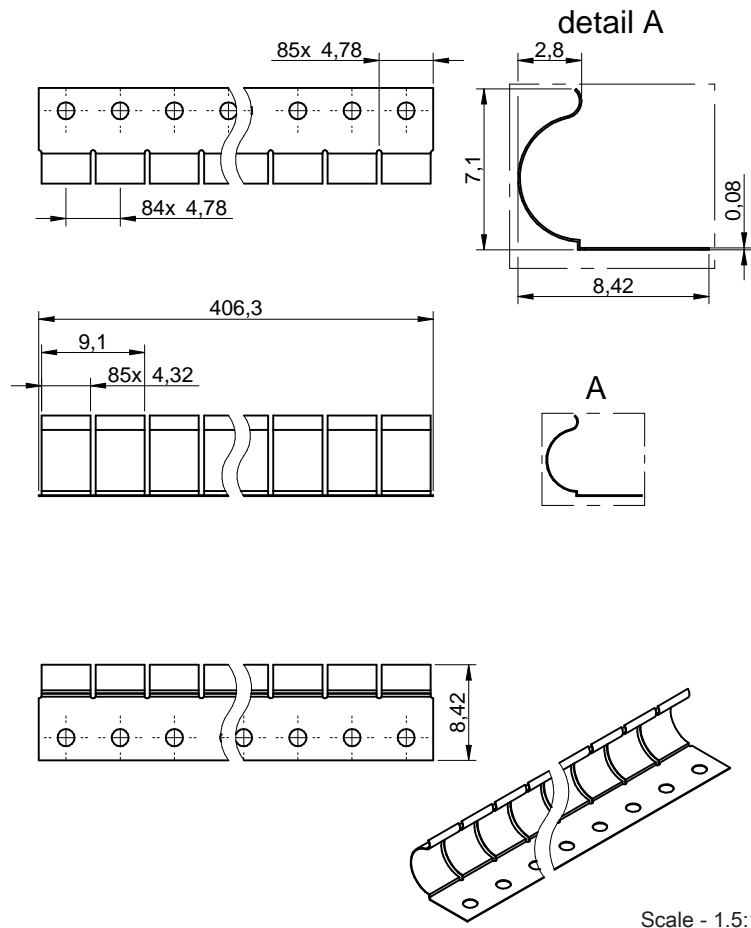 detail A
85x 4,78
2,8
7,1
0,08
84x 4,78
8,42
406,3
9,1
85x 4,32
A
8,42
Scale - 1.5: